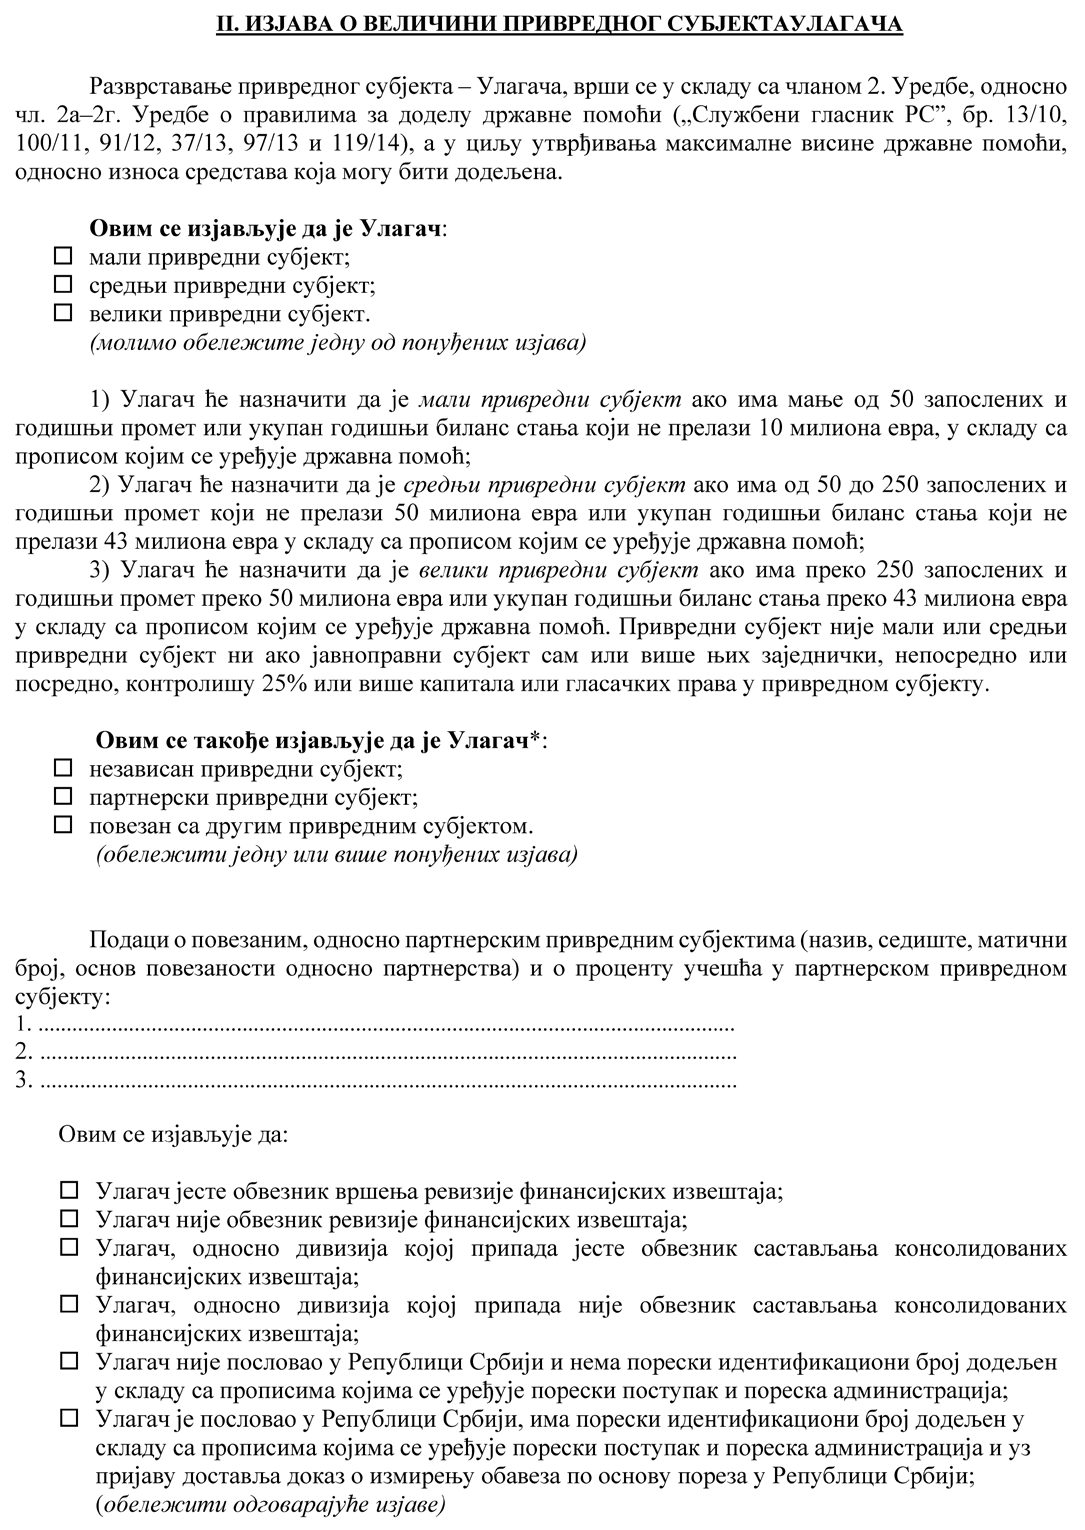 II. ИЗЈАВА О ВЕЛИЧИНИ ПРИВРЕДНОГ СУБЈЕКТАУЛАГАЧА
Разврставање привредног субјекта – Улагача, врши се у складу са чланом 2. Уредбе, односно
чл. 2а–2г. Уредбе о правилима за доделу државне помоћи („Службени гласник РС”, бр. 13/10,
100/11, 91/12, 37/13, 97/13 и 119/14), а у циљу утврђивања максималне висине државне помоћи,
односно износа средстава која могу бити додељена.
Овим се изјављује да је Улагач:
☐ мали привредни субјект;
☐ средњи привредни субјект;
☐ велики привредни субјект.
(молимо обележите једну од понуђених изјава)
1) Улагач ће назначити да је мали привредни субјект ако има мање од 50 запослених и
годишњи промет или укупан годишњи биланс стања који не прелази 10 милиона евра, у складу са
прописом којим се уређује државна помоћ;
2) Улагач ће назначити да је средњи привредни субјект ако има од 50 до 250 запослених и
годишњи промет који не прелази 50 милиона евра или укупан годишњи биланс стања који не
прелази 43 милиона евра у складу са прописом којим се уређује државна помоћ;
3) Улагач ће назначити да је велики привредни субјект ако има преко 250 запослених и
годишњи промет преко 50 милиона евра или укупан годишњи биланс стања преко 43 милиона евра
у складу са прописом којим се уређује државна помоћ. Привредни субјект није мали или средњи
привредни субјект ни ако јавноправни субјект сам или више њих заједнички, непосредно или
посредно, контролишу 25% или више капитала или гласачких права у привредном субјекту.
Овим се такође изјављује да је Улагач*:
☐ независан привредни субјект;
☐ партнерски привредни субјект;
☐ повезан са другим привредним субјектом.
(обележити једну или више понуђених изјава)
Подаци о повезаним, односно партнерским привредним субјектима (назив, седиште, матични
број, основ повезаности односно партнерства) и о проценту учешћа у партнерском привредном
субјекту:
1. ...........................................................................................................................
2. ...........................................................................................................................
3. ...........................................................................................................................
Овим се изјављује да:
☐ Улагач јесте обвезник вршења ревизије финансијских извештаја;
☐ Улагач није обвезник ревизије финансијских извештаја;
☐ Улагач, односно дивизија којој припада јесте обвезник састављања консолидованих
финансијских извештаја;
☐ Улагач, односно дивизија којој припада није обвезник састављања консолидованих
финансијских извештаја;
☐ Улагач није пословао у Републици Србији и нема порески идентификациони број додељен
у складу са прописима којима се уређује порески поступак и пореска администрација;
☐ Улагач је пословао у Републици Србији, има порески идентификациони број додељен у
складу са прописима којима се уређује порески поступак и пореска администрација и уз
пријаву доставља доказ о измирењу обавеза по основу пореза у Републици Србији;
(обележити одговарајуће изјаве)